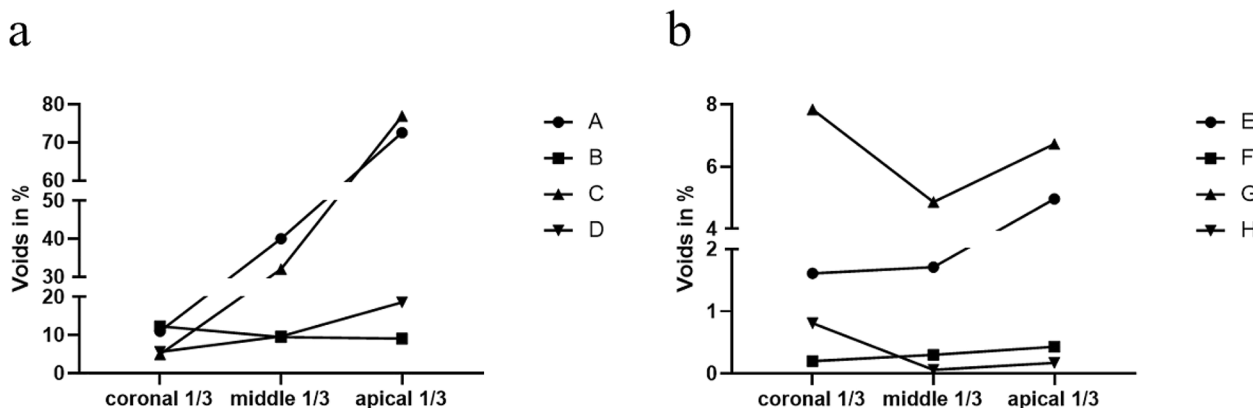 a
80
70
60
50
40
30
20
10
0
Voids in %
coronal 1/3 middle 1/3 apical 1/3
A
B
C
D
b
8
6
4
2
1
0
Voids in %
coronal 1/3 middle 1/3 apical 1/3
E
F
G
H